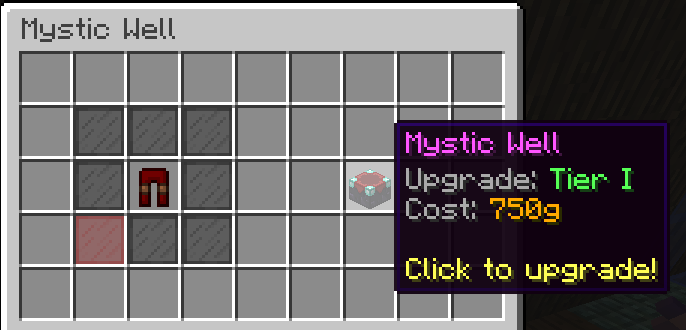 Mystic Well
Mystic Well
Upgrade: Tier I
Cost: 750g
Click to upgrade!